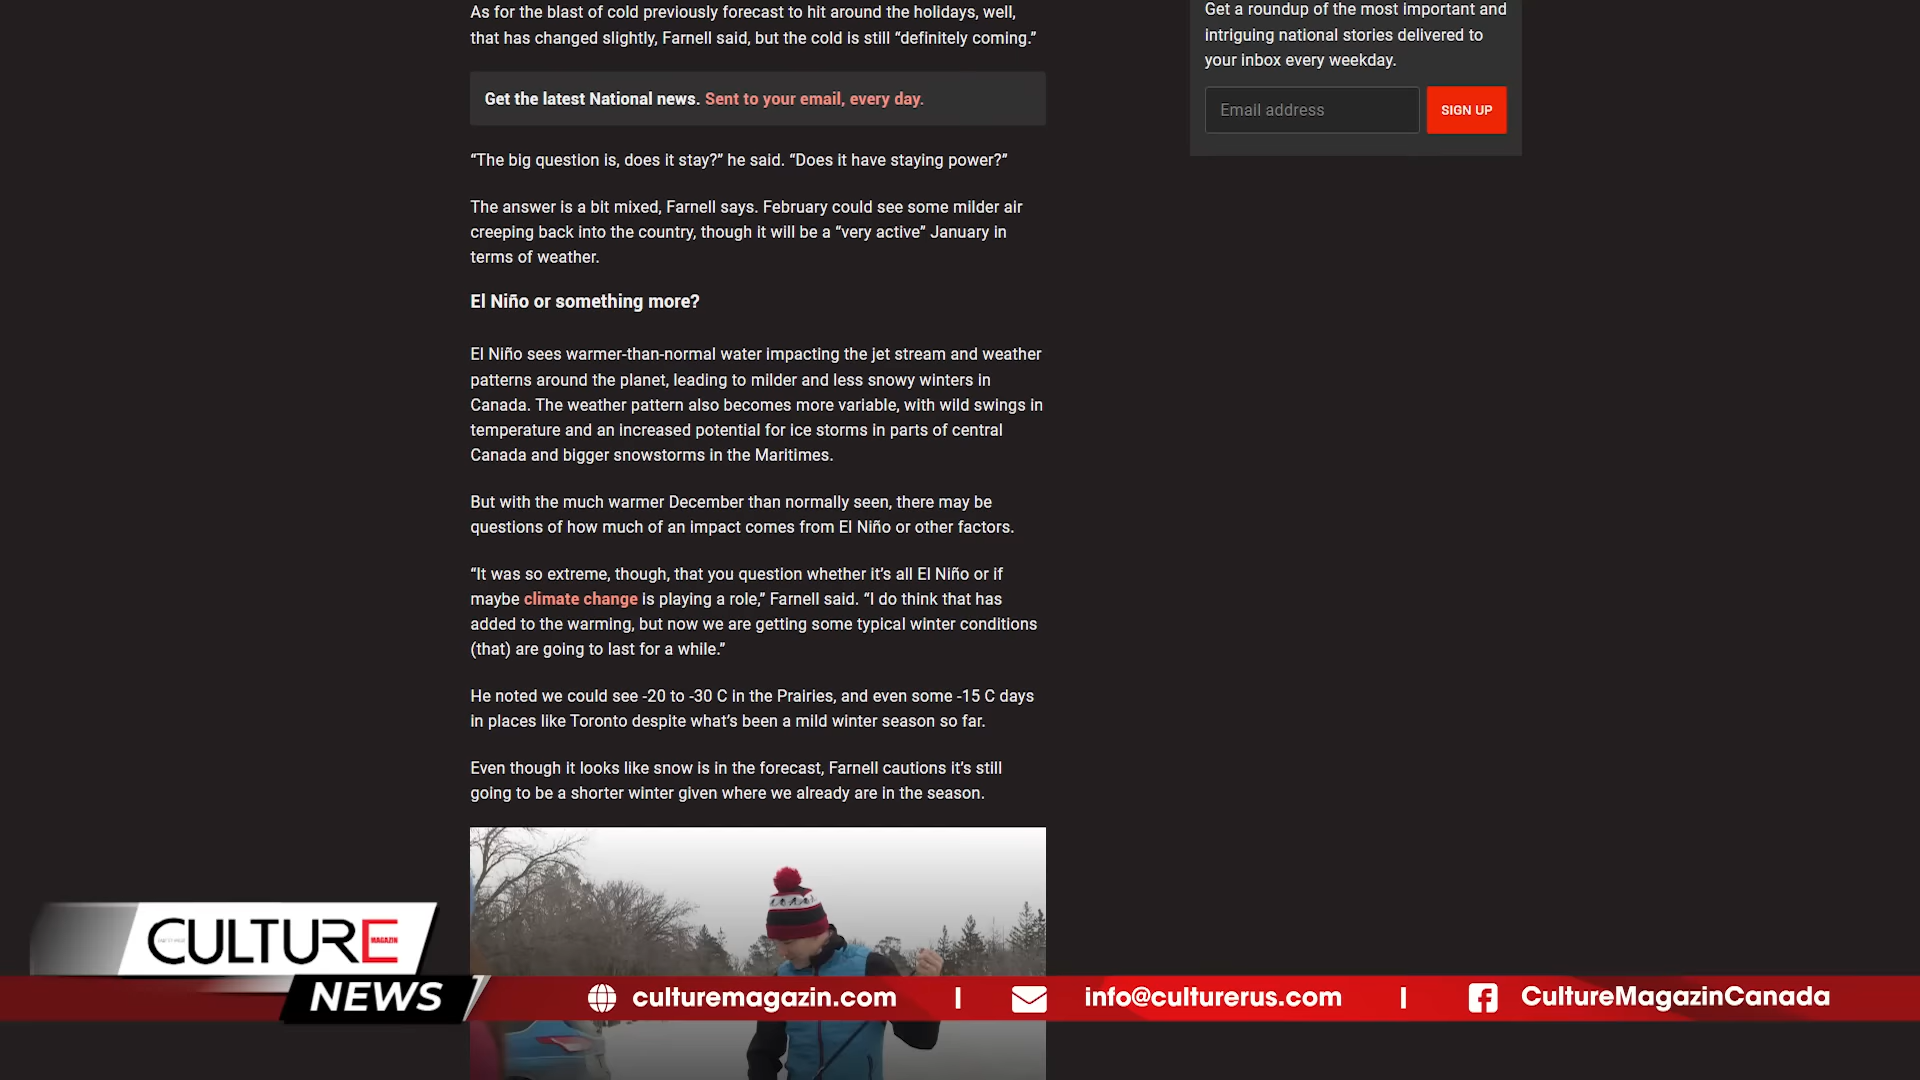 As for the blast of cold previously forecast to hit around the holidays, well,
that has changed slightly, Farnell said, but the cold is still “definitely coming.”
Get the latest National news. Sent to your email, every day.
“The big question is, does it stay?” he said. “Does it have staying power?”
The answer is a bit mixed, Farnell says. February could see some milder air
creeping back into the country, though it will be a “very active” January in
terms of weather.
El Niño or something more?
El Niño sees warmer-than-normal water impacting the jet stream and weather
patterns around the planet, leading to milder and less snowy winters in
Canada. The weather pattern also becomes more variable, with wild swings in
temperature and an increased potential for ice storms in parts of central
Canada and bigger snowstorms in the Maritimes.
But with the much warmer December than normally seen, there may be
questions of how much of an impact comes from El Niño or other factors.
“It was so extreme, though, that you question whether it’s all El Niño or if
maybe climate change is playing a role,” Farnell said. “I do think that has
added to the warming, but now we are getting some typical winter conditions
(that) are going to last for a while.”
He noted we could see -20 to -30 C in the Prairies, and even some -15 C days
in places like Toronto despite what’s been a mild winter season so far.
Even though it looks like snow is in the forecast, Farnell cautions it’s still
going to be a shorter winter given where we already are in the season.
Get a roundup of the most important and
intriguing national stories delivered to
your inbox every weekday.
Email address
SIGN UP
CULTURE
MAGAZIN
NEWS
culturemagazin.com
info@culturerus.com
CultureMagazinCanada